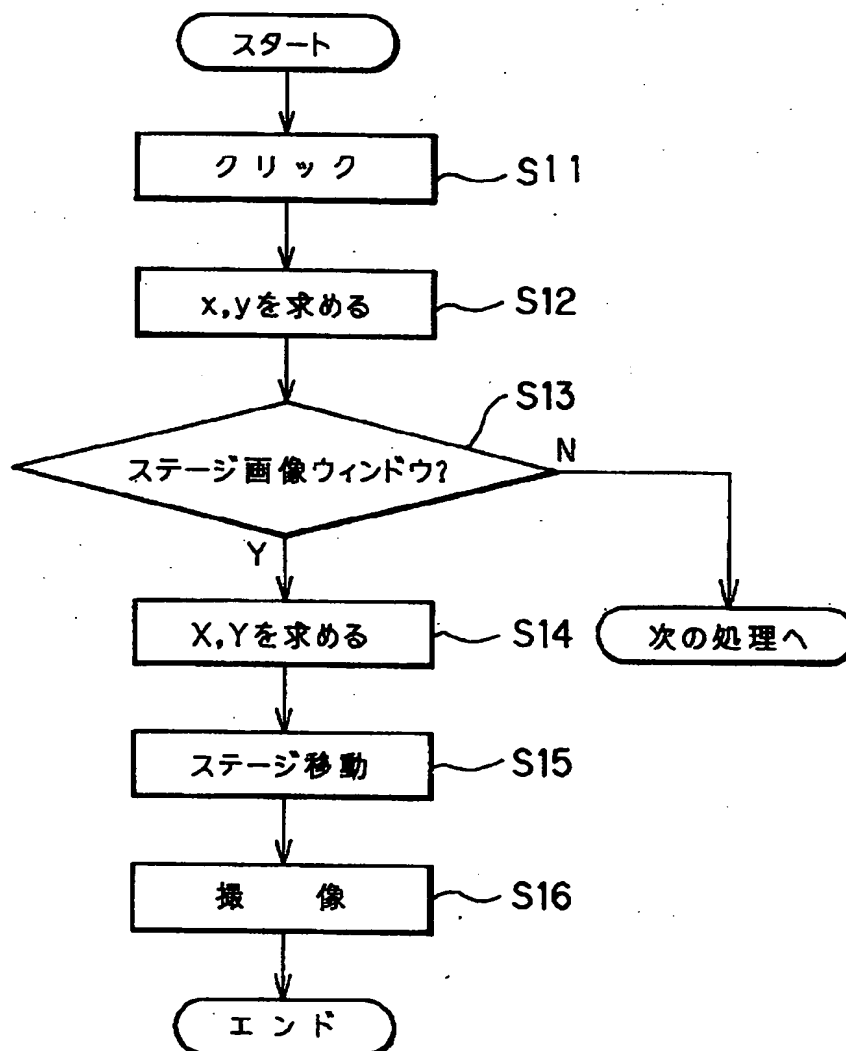 スタート
クリック
S11
x,yを求める
S12
S13
ステージ画像ウィンドウ?
N
Y
X,Yを求める
S14
次の処理へ
ステージ移動
S15
撮像
S16
エンド